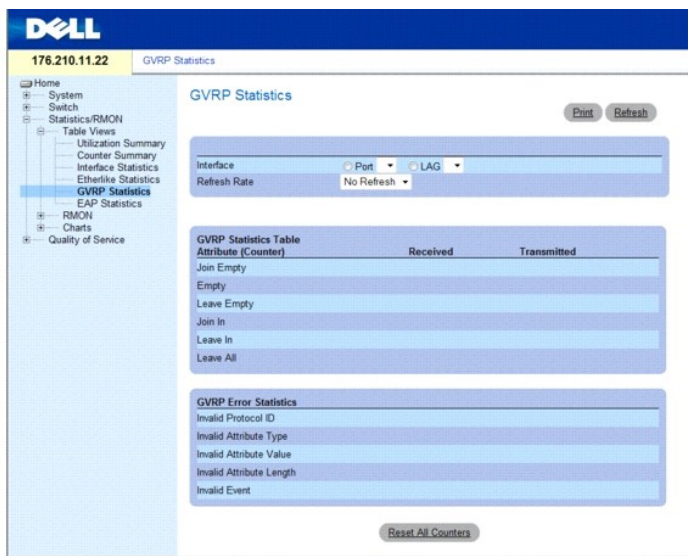 DELL
176.210.11.22 GVRP Statistics
Home
System
Switch
Statistics/RMON
Table Views
Utilization Summary
Counter Summary
Interface Statistics
Etherlike Statistics
GVRP Statistics
EAP Statistics
RMON
Charts
Quality of Service
GVRP Statistics
Print Refresh
Interface Port LAG
Refresh Rate No Refresh
GVRP Statistics Table
Attribute (Counter) Received Transmitted
Join Empty
Empty
Leave Empty
Join In
Leave In
Leave All
GVRP Error Statistics
Invalid Protocol ID
Invalid Attribute Type
Invalid Attribute Value
Invalid Attribute Length
Invalid Event
Reset All Counters